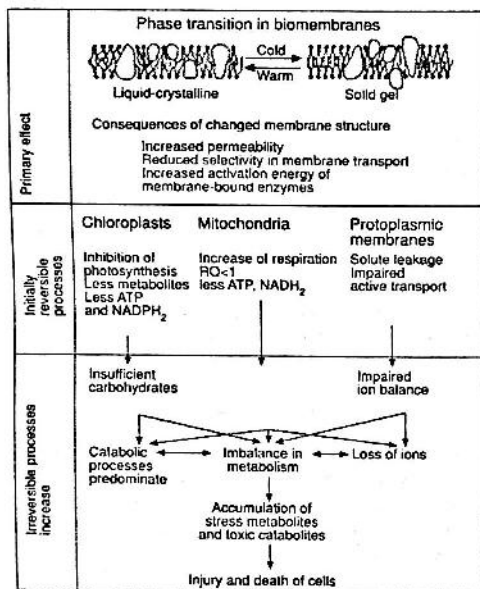 Phase transition in biomembranes
Cold
Warm
Liquid-crystalline
Solid gel
Consequences of changed membrane structure
Increased permeability
Reduced selectivity in membrane transport
Increased activation energy of
membrane-bound enzymes
Primary effect
Chloroplasts
Inhibition of
photosynthesis
Less metabolites
Less ATP
and NADPH₂
Mitochondria
Increase of respiration
RQ<1
less ATP, NADH₂
Protoplasmic
membranes
Solute leakage
Impaired
active transport
Initially
reversible
processes
Insufficient
carbohydrates
Impaired
ion balance
Catabolic
processes
predominate
Imbalance in
metabolism
Loss of ions
Accumulation of
stress metabolites
and toxic catabolites
Injury and death of cells
Irreversible processes
increase